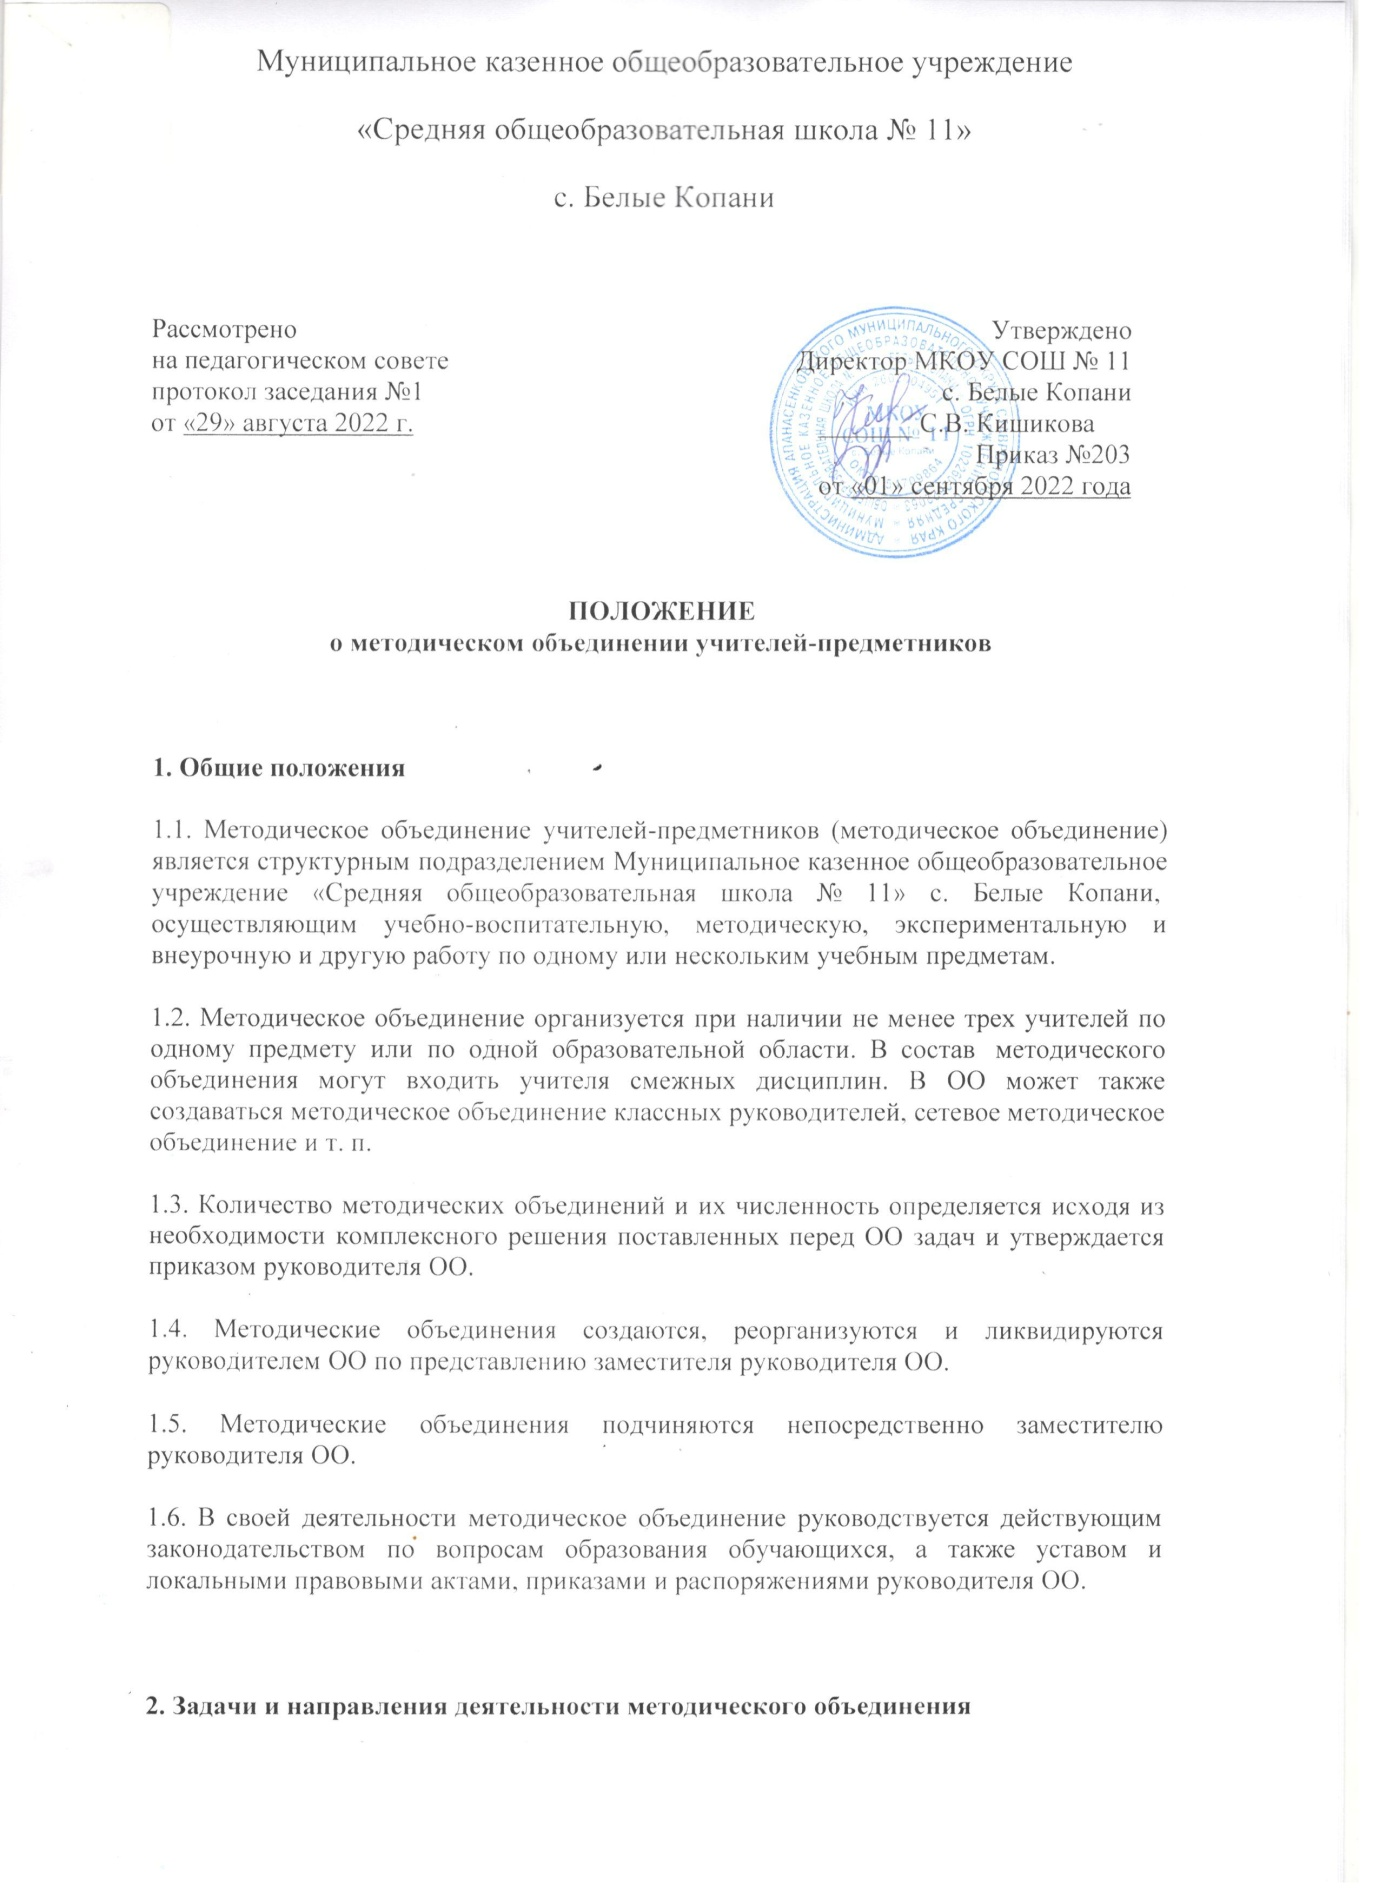 Муниципальное казенное общеобразовательное учреждение
«Средняя общеобразовательная школа № 11»
с. Белые Копани
Рассмотрено
на педагогическом совете
протокол заседания №1
от «29» августа 2022 г.
Утверждено
Директор МКОУ СОШ № 11
с. Белые Копани
С.В. Кишикова
Приказ №203
от «01» сентября 2022 года
МКОУ
СОШ № 11
ПОЛОЖЕНИЕ
о методическом объединении учителей-предметников
1. Общие положения
1.1. Методическое объединение учителей-предметников (методическое объединение)
является структурным подразделением Муниципальное казенное общеобразовательное
учреждение «Средняя общеобразовательная школа № 11» с. Белые Копани,
осуществляющим учебно-воспитательную, методическую, экспериментальную и
внеурочную и другую работу по одному или нескольким учебным предметам.
1.2. Методическое объединение организуется при наличии не менее трех учителей по
одному предмету или по одной образовательной области. В состав методического
объединения могут входить учителя смежных дисциплин. В ОО может также
создаваться методическое объединение классных руководителей, сетевое методическое
объединение и т. п.
1.3. Количество методических объединений и их численность определяется исходя из
необходимости комплексного решения поставленных перед ОО задач и утверждается
приказом руководителя ОО.
1.4. Методические объединения создаются, реорганизуются и ликвидируются
руководителем ОО по представлению заместителя руководителя ОО.
1.5. Методические объединения подчиняются непосредственно заместителю
руководителя ОО.
1.6. В своей деятельности методическое объединение руководствуется действующим
законодательством по вопросам образования обучающихся, а также уставом и
локальными правовыми актами, приказами и распоряжениями руководителя ОО.
2. Задачи и направления деятельности методического объединения